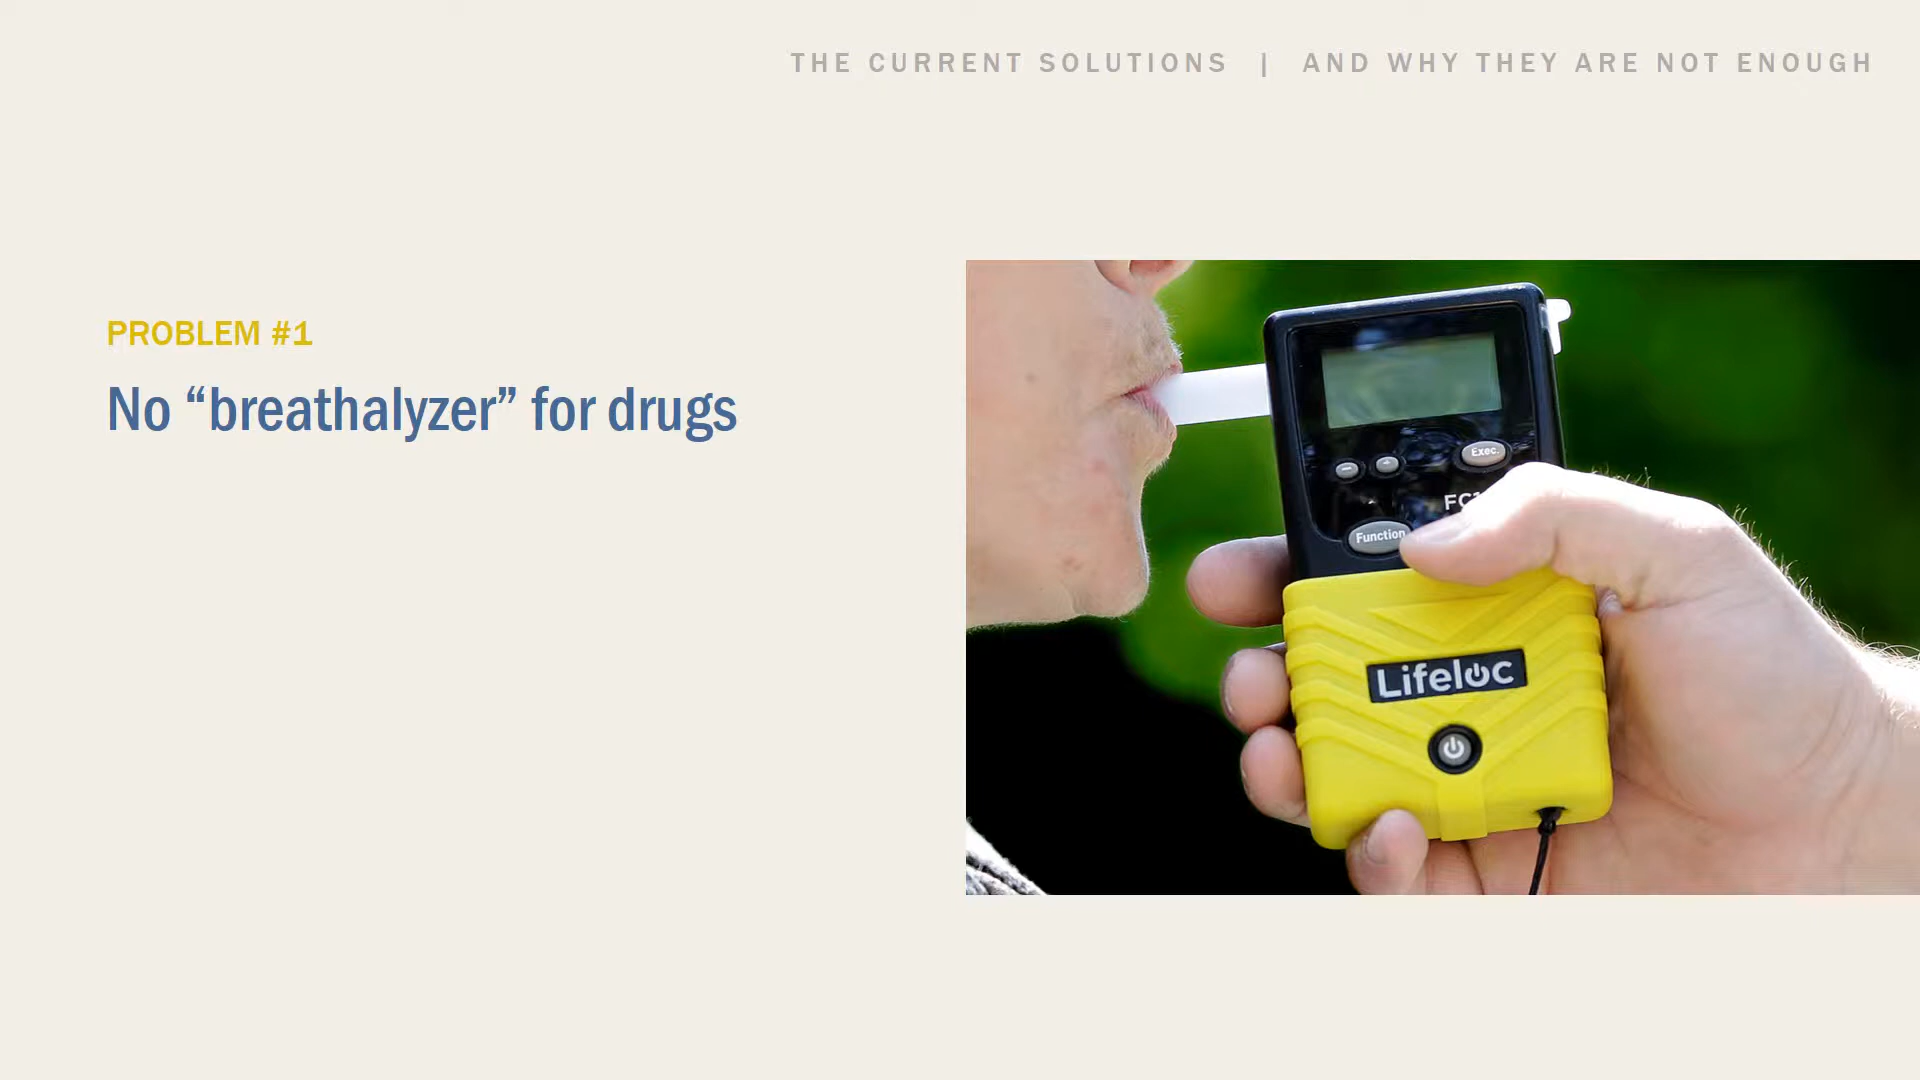 THE CURRENT SOLUTIONS | AND WHY THEY ARE NOT ENOUGH
PROBLEM #1
No “breathalyzer” for drugs
Exec.
Function
Lifeloc